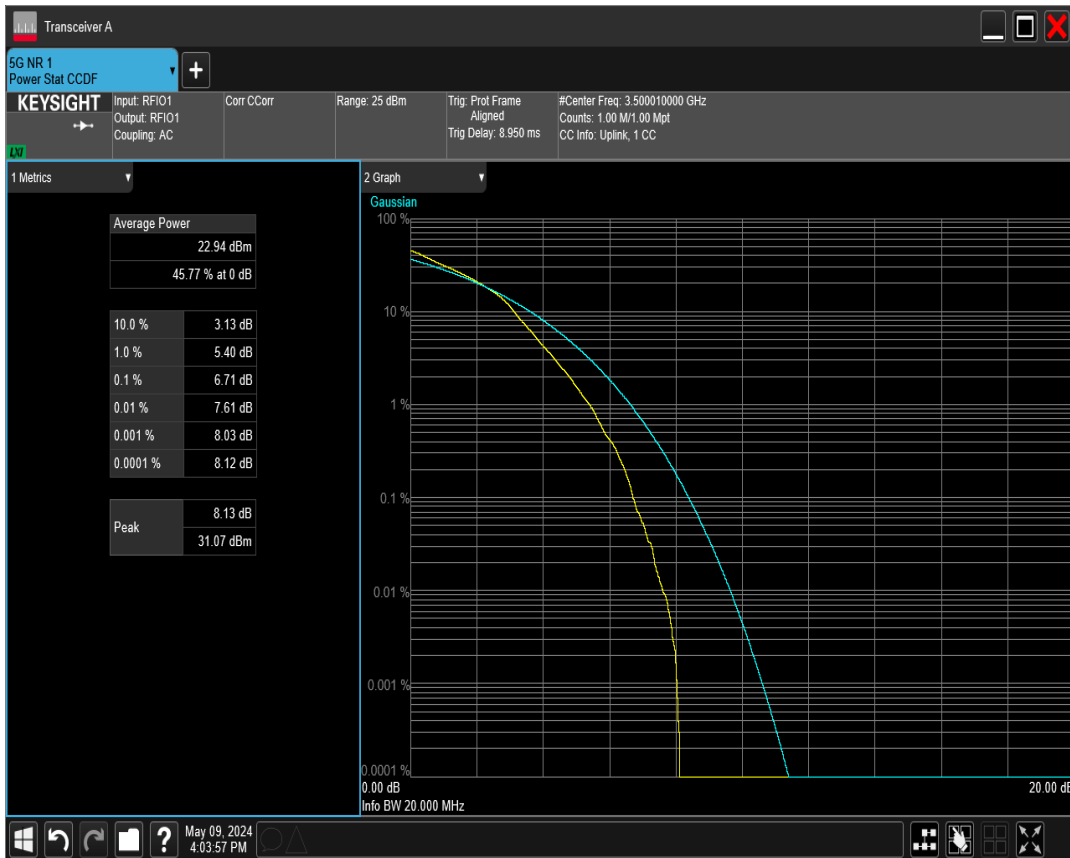 Transceiver A
5G NR 1
Power Stat CCDF
KEYSIGHT
LXI
Input: RFIO1
Output: RFIO1
Coupling: AC
Corr CCorr
Range: 25 dBm
Trig: Prot Frame
Aligned
Trig Delay: 8.950 ms
#Center Freq: 3.500010000 GHz
Counts: 1.00 M/1.00 Mpt
CC Info: Uplink, 1 CC
1 Metrics
Average Power
22.94 dBm
45.77 % at 0 dB
10.0 % 3.13 dB
1.0 % 5.40 dB
0.1 % 6.71 dB
0.01 % 7.61 dB
0.001 % 8.03 dB
0.0001 % 8.12 dB
Peak
8.13 dB
31.07 dBm
2 Graph
Gaussian
100 %
10 %
1 %
0.1 %
0.01 %
0.001 %
0.0001 %
0.00 dB 20.00 dB
Info BW 20.000 MHz
?
May 09, 2024
4:03:57 PM